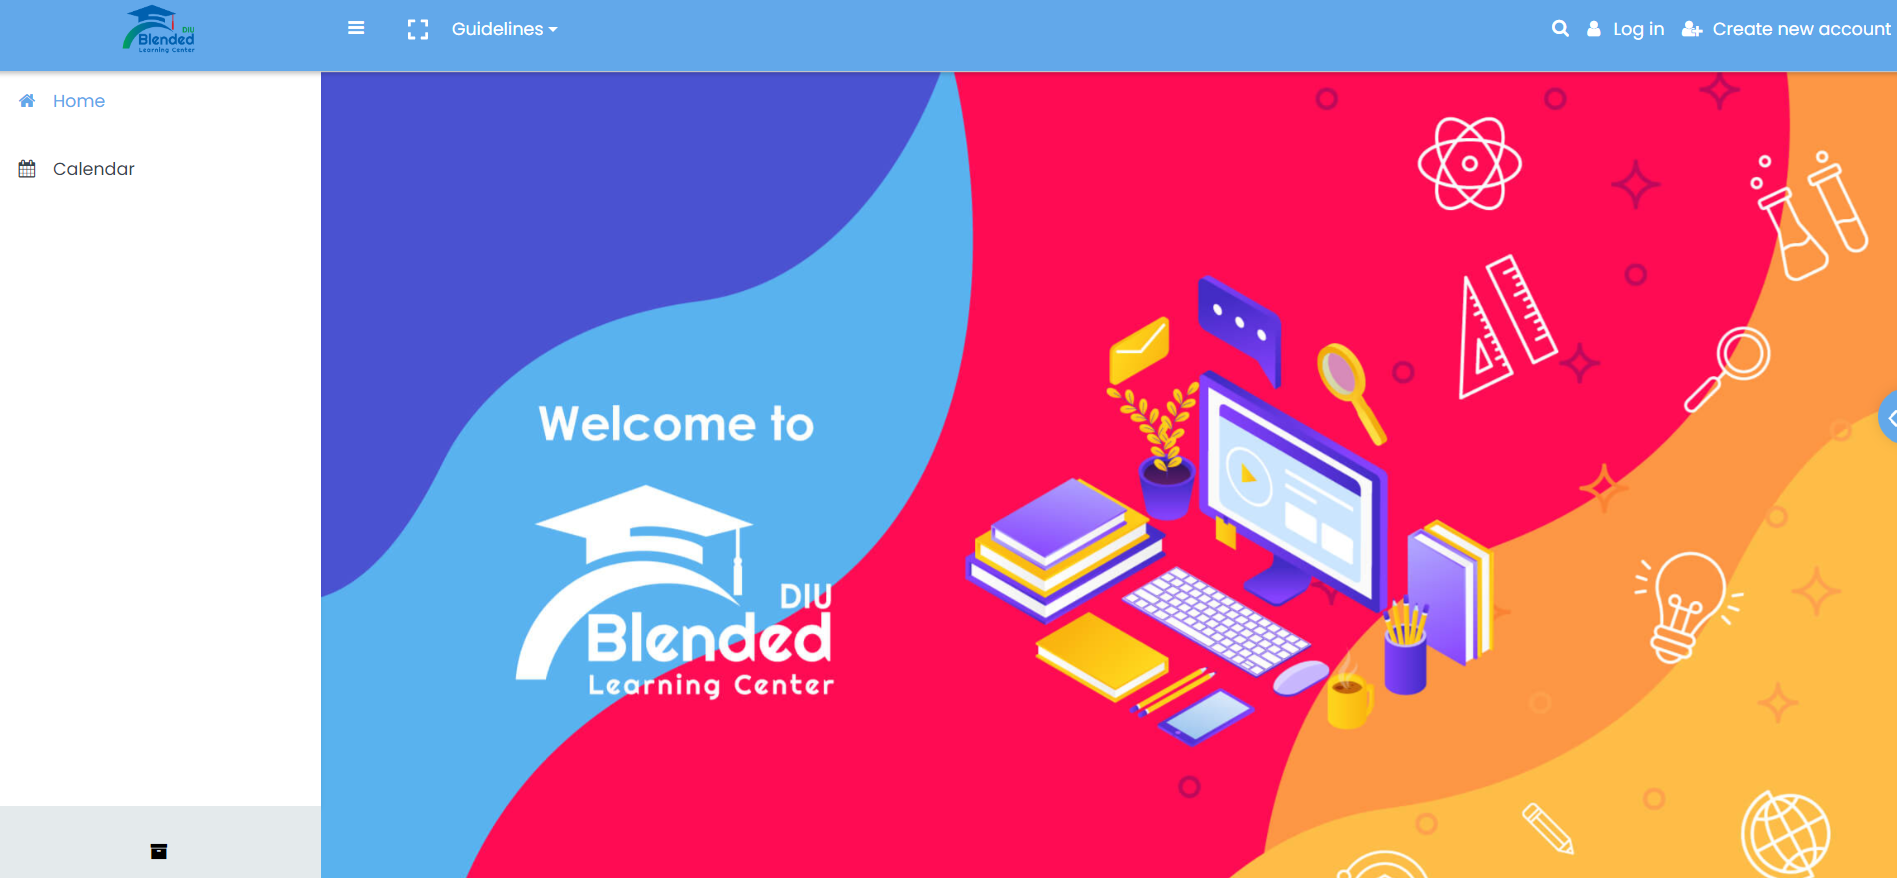 DIU
Blended
Learning Center
Guidelines
Log in
Create new account
Home
Calendar
Welcome to
DIU
Blended
Learning Center